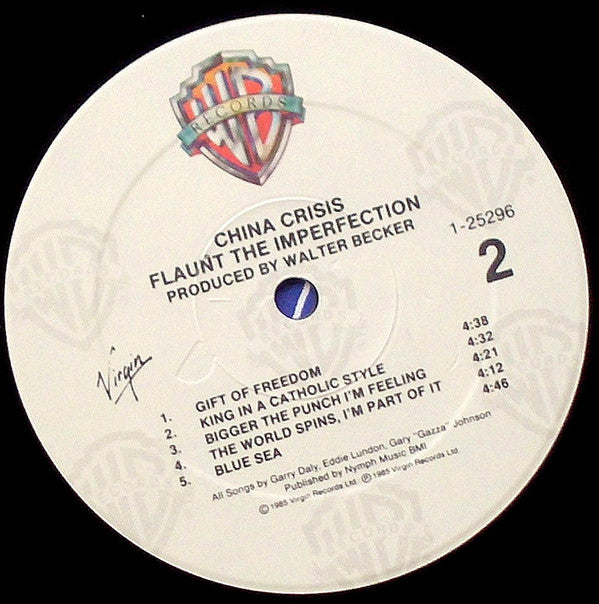 WB
RECORDS
CHINA CRISIS
FLAUNT THE IMPERFECTION
PRODUCED BY WALTER BECKER
1-25296
2
Virgin
1. GIFT OF FREEDOM 4:38
2. KING IN A CATHOLIC STYLE 4:32
3. BIGGER THE PUNCH I'M FEELING 4:21
4. THE WORLD SPINS, I'M PART OF IT 4:12
5. BLUE SEA 4:46
All Songs by Garry Daly, Eddie Lundon, Gary "Gazza" Johnson
Published by Nymph Music BMI
© 1985 Virgin Records Ltd. ℗ 1985 Virgin Records Ltd.